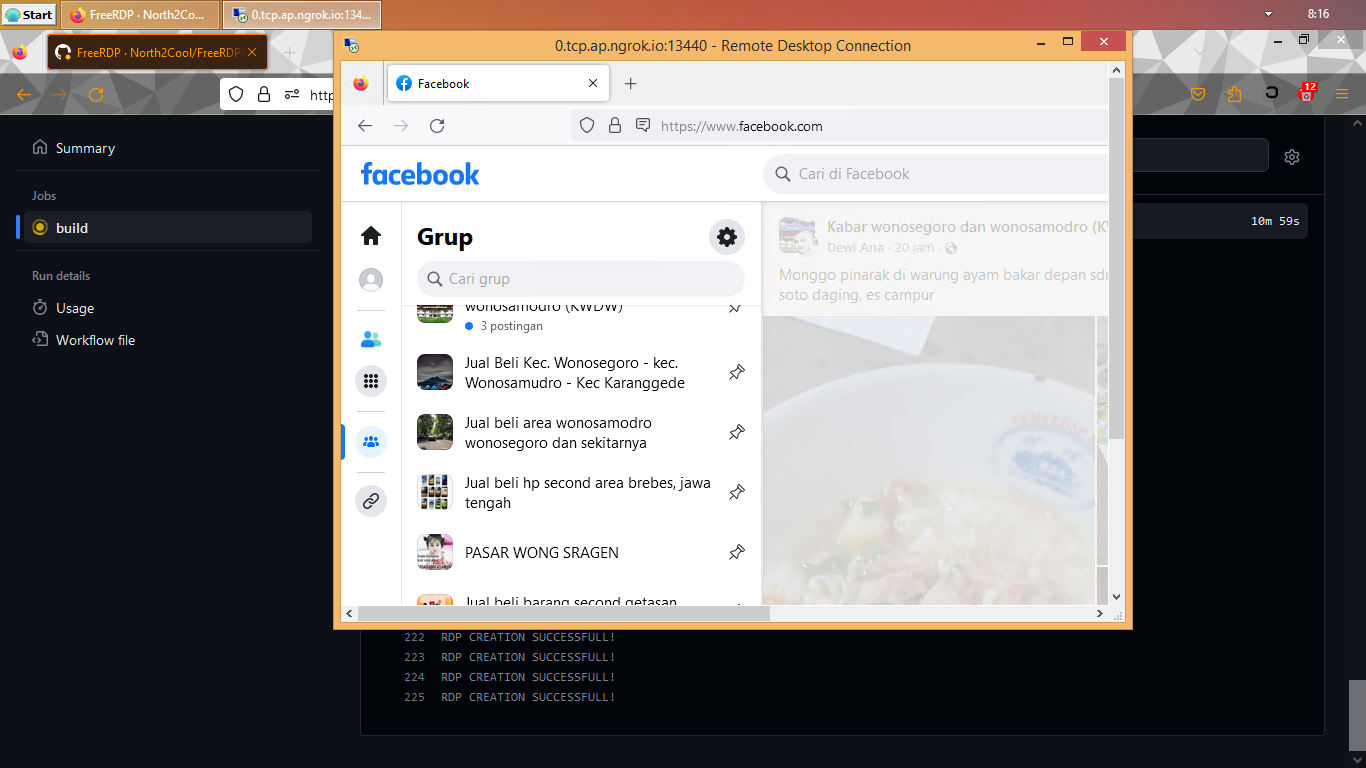 Start
FreeRDP · North2Co...
0.tcp.ap.ngrok.io:134...
8:16
FreeRDP · North2Cool/FreeRDP
12
Summary
Jobs
build
Run details
Usage
Workflow file
10m 59s
0.tcp.ap.ngrok.io:13440 - Remote Desktop Connection
Facebook
https://www.facebook.com
facebook
Cari di Facebook
Grup
Cari grup
wonosamodro (KWDW)
3 postingan
Jual Beli Kec. Wonosegoro - kec.
Wonosamudro - Kec Karanggede
Jual beli area wonosamodro
wonosegoro dan sekitarnya
Jual beli hp second area brebes, jawa
tengah
PASAR WONG SRAGEN
Jual beli barang second getasan
Kabar wonosegoro dan wonosamodro (KW
Dewi Ana · 20 jam ·
Monggo pinarak di warung ayam bakar depan sdn
soto daging, es campur
222 RDP CREATION SUCCESSFULL!
223 RDP CREATION SUCCESSFULL!
224 RDP CREATION SUCCESSFULL!
225 RDP CREATION SUCCESSFULL!